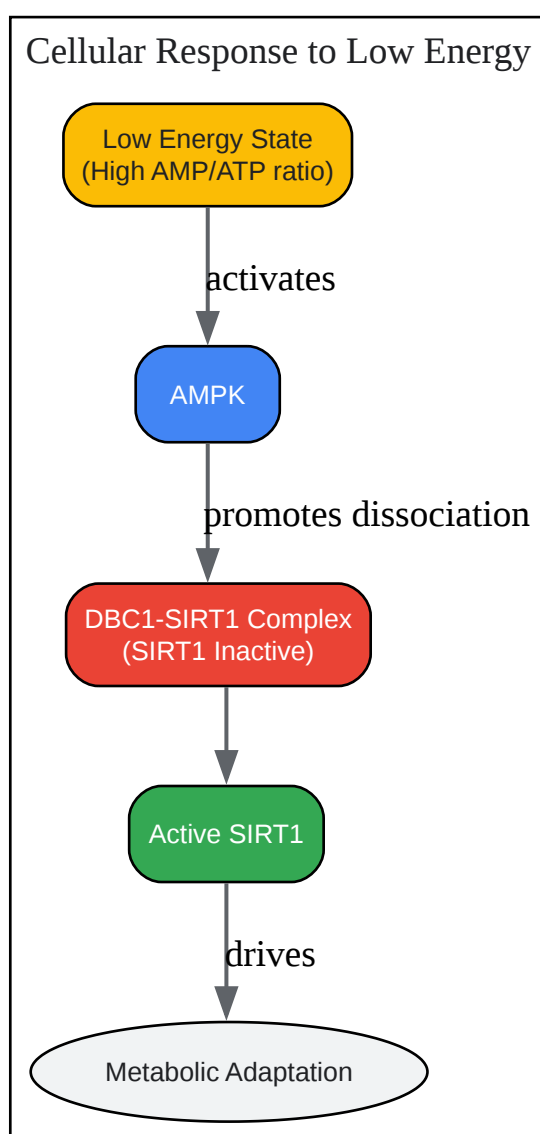 Cellular Response to Low Energy
Low Energy State
(High AMP/ATP ratio)
activates
AMPK
promotes dissociation
DBC1-SIRT1 Complex
(SIRT1 Inactive)
Active SIRT1
drives
Metabolic Adaptation